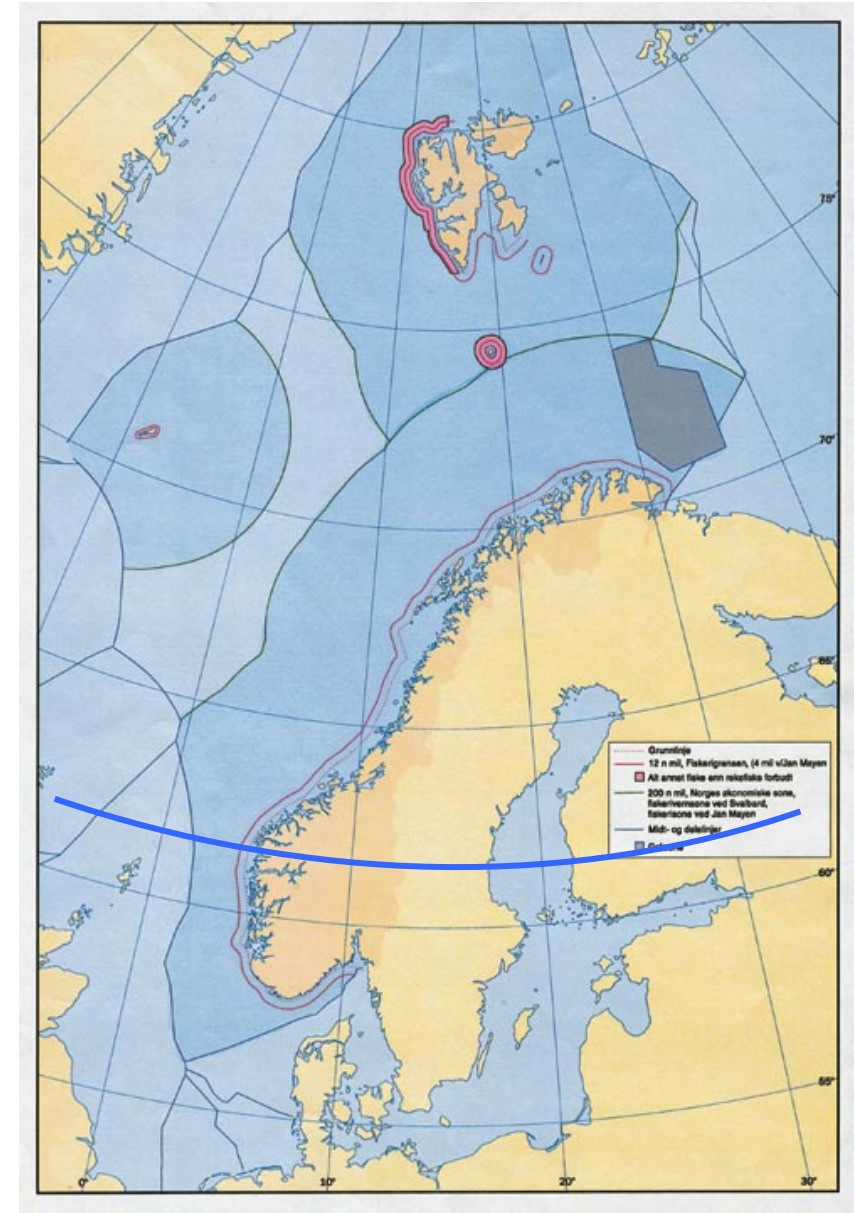 75°
70°
65°
Grunnlinje
12 n mil, Fiskerigrensen, (4 mil v/Jan Mayen
Alt annet fiske enn rekefiske forbudt
200 n mil, Norges økonomiske sone,
fiskerivernsone ved Svalbard,
fiskerisone ved Jan Mayen
Midt- og delelinjer
60°
55°
0°
10°
20°
30°